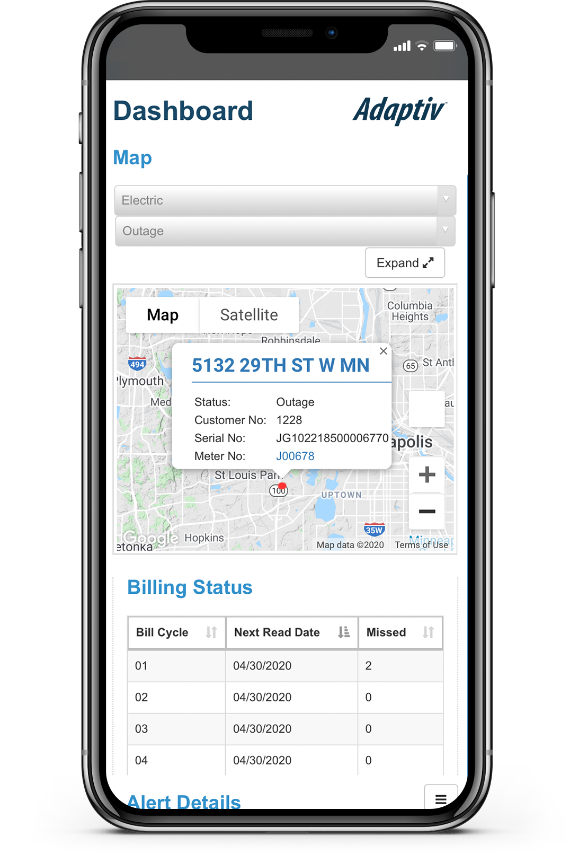 Dashboard
Adaptiv
Map
Electric
Outage
Expand
Map
Satellite
Columbia
Heights
Robbinsdale
494
65
St Ant
Plymouth
Med
5132 29TH ST W MN
×
Status: Outage
Customer No: 1228
Serial No: JG102218500006770
Meter No: J00678
au
apolis
St Louis Par
100
UPTOWN
+
−
35W
Google
Hopkins
etonka
Map data ©2020
Terms of Use
Billing Status
Bill Cycle Next Read Date Missed
01 04/30/2020 2
02 04/30/2020 0
03 04/30/2020 0
04 04/30/2020 0
Alert Details